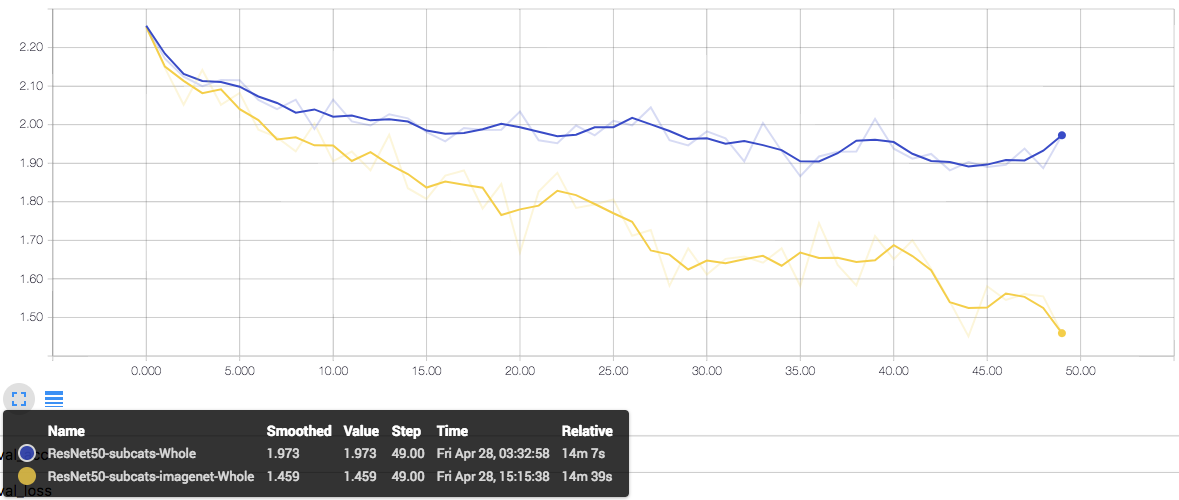 2.20
2.10
2.00
1.90
1.80
1.70
1.60
1.50
0.000 5.000 10.00 15.00 20.00 25.00 30.00 35.00 40.00 45.00 50.00
Name Smoothed Value Step Time Relative
ResNet50-subcats-Whole 1.973 1.973 49.00 Fri Apr 28, 03:32:58 14m 7s
ResNet50-subcats-imagenet-Whole 1.459 1.459 49.00 Fri Apr 28, 15:15:38 14m 39s
val_loss